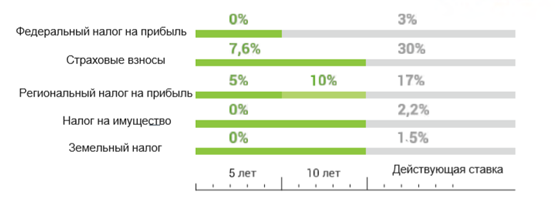 0% 3%
Федеральный налог на прибыль
7,6% 30%
Страховые взносы
5% 10% 17%
Региональный налог на прибыль
0% 2,2%
Налог на имущество
0% 1.5%
Земельный налог
5 лет 10 лет Действующая ставка